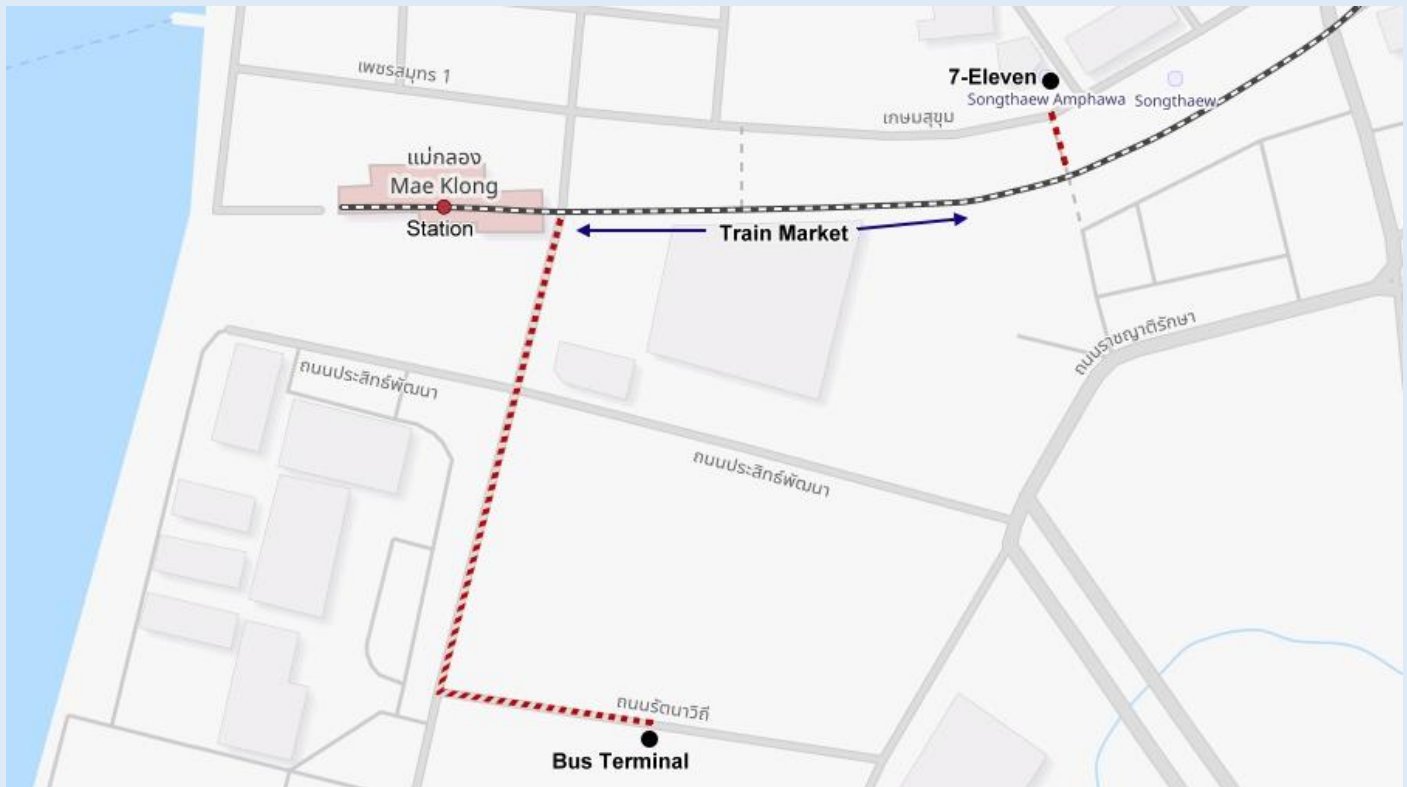 เพชรสมุทร 1
7-Eleven
Songthaew Amphawa
Songthaew
เกษมสุขุม
แม่กลอง
Mae Klong
Station
Train Market
ถนนราชญาติรักษา
ถนนประสิทธิ์พัฒนา
ถนนประสิทธิ์พัฒนา
ถนนรัตนาวิถี
Bus Terminal